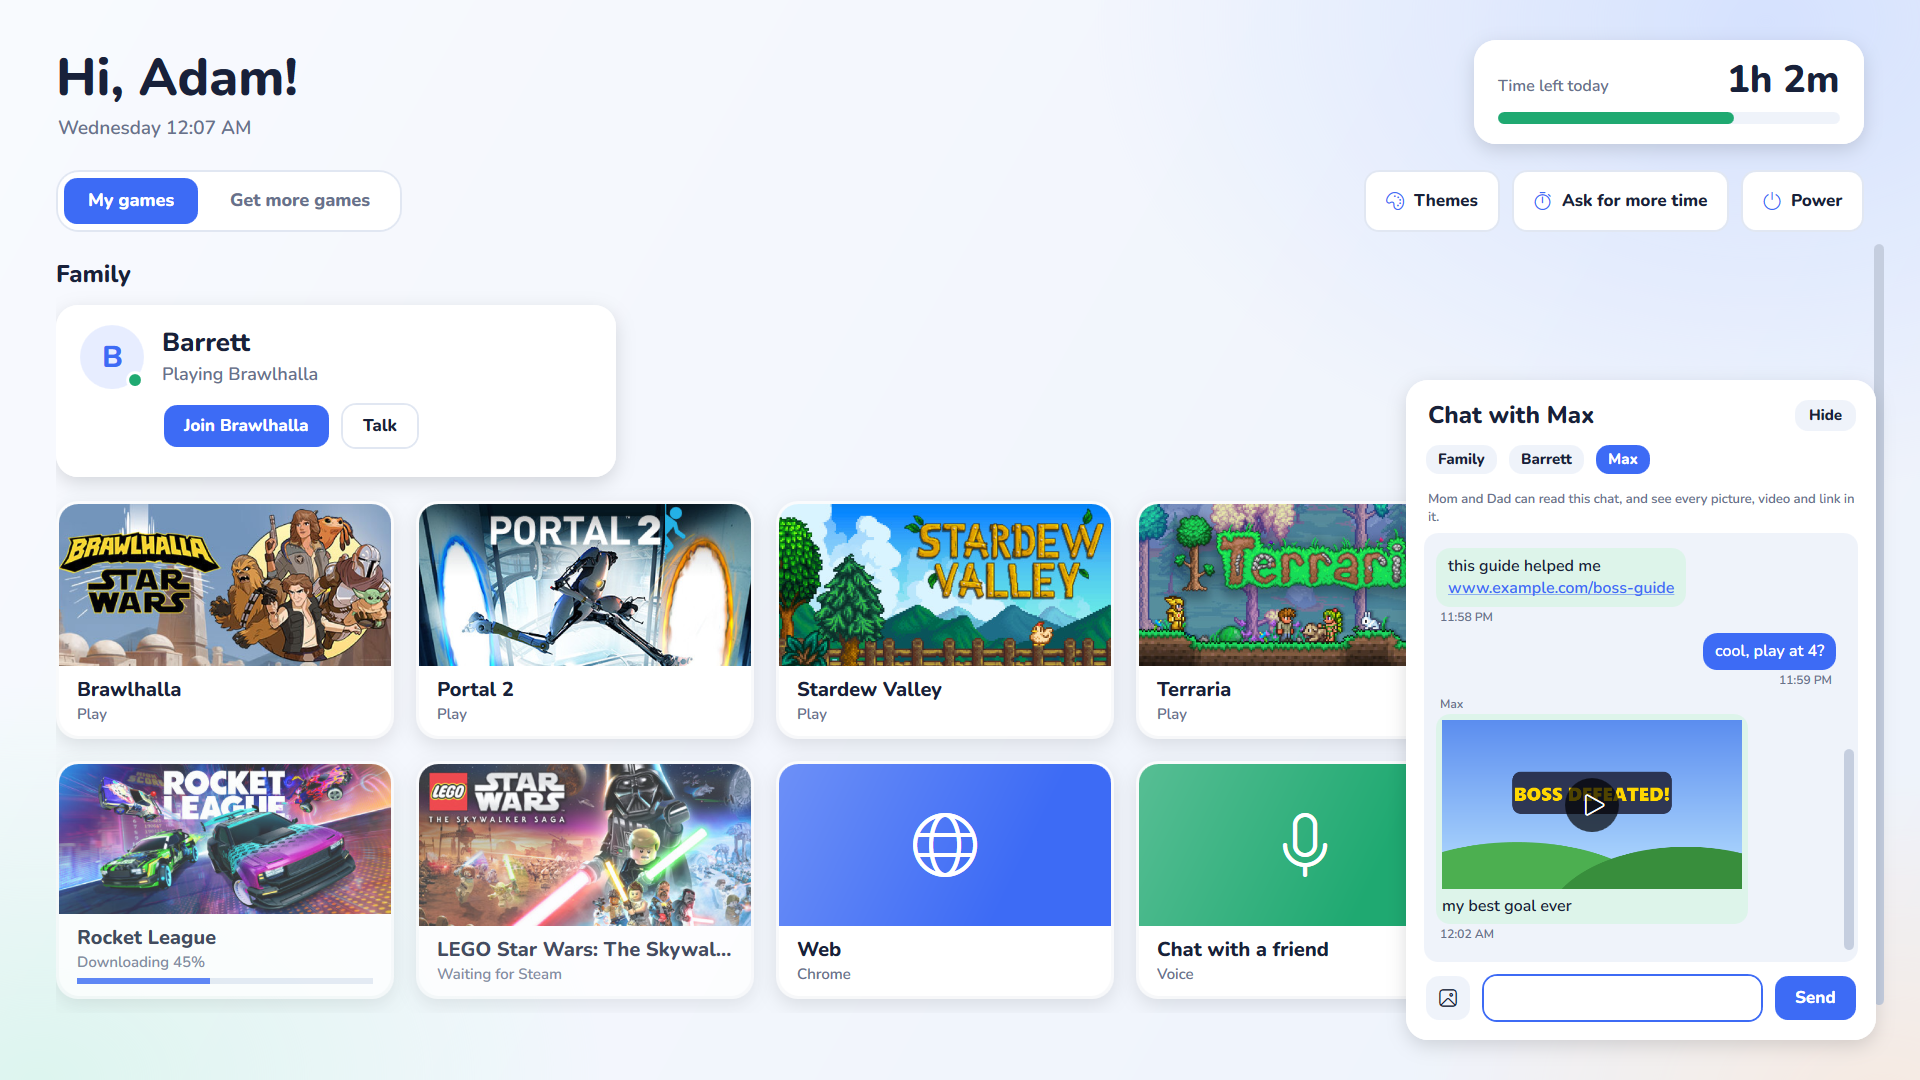 Hi, Adam!
Wednesday 12:07 AM
Time left today
1h 2m
My games
Get more games
Themes
Ask for more time
Power
Family
B
Barrett
Playing Brawlhalla
Join Brawlhalla
Talk
BRAWLHALLA
STAR
WARS
Brawlhalla
Play
PORTAL 2
Portal 2
Play
STARDEW
VALLEY
Stardew Valley
Play
Terrari
Terraria
Play
ROCKET
LEAGUE
Rocket League
Downloading 45%
LEGO
STAR
WARS
THE SKYWALKER SAGA
LEGO Star Wars: The Skywal...
Waiting for Steam
Web
Chrome
Chat with a friend
Voice
Chat with Max
Hide
Family
Barrett
Max
Mom and Dad can read this chat, and see every picture, video and link in
it.
this guide helped me
www.example.com/boss-guide
11:58 PM
cool, play at 4?
11:59 PM
Max
BOSS DEFEATED!
my best goal ever
12:02 AM
Send